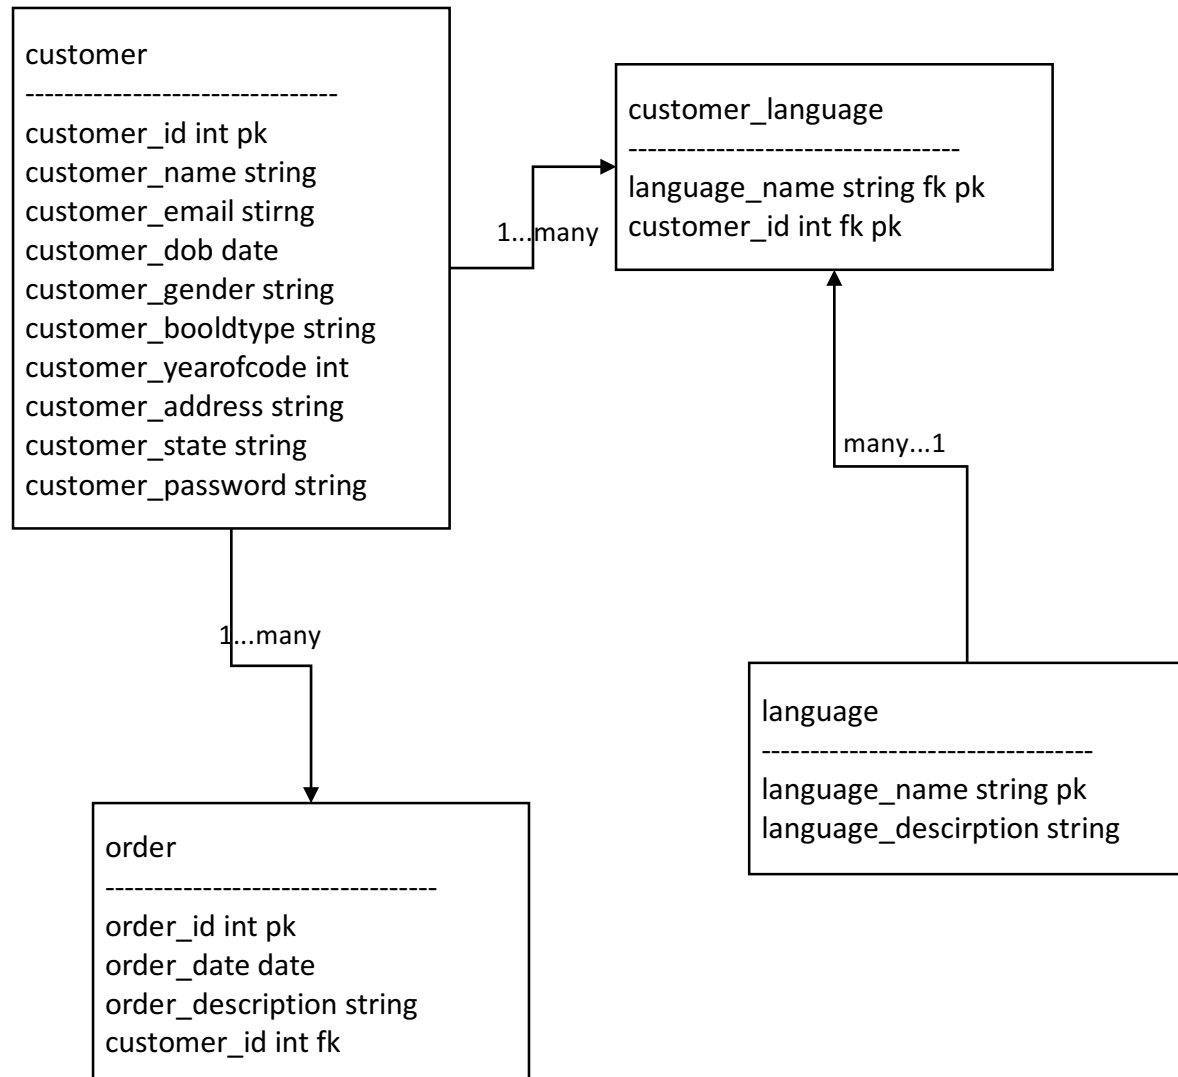 customer
--------------------------------
customer_id int pk
customer_name string
customer_email stirng
customer_dob date
customer_gender string
customer_booldtype string
customer_yearofcode int
customer_address string
customer_state string
customer_password string
1...many
customer_language
----------------------------------
language_name string fk pk
customer_id int fk pk
many...1
1...many
language
----------------------------------
language_name string pk
language_descirption string
order
----------------------------------
order_id int pk
order_date date
order_description string
customer_id int fk